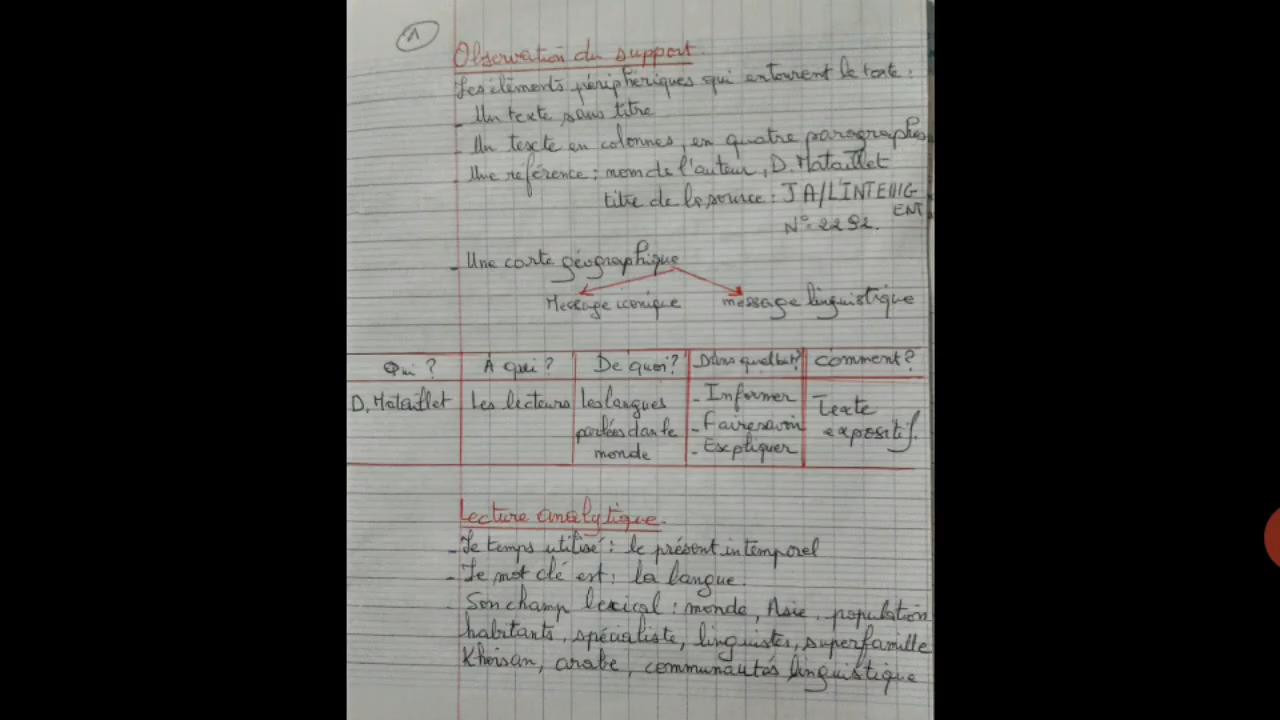 1
Observation du support.
Les éléments périphériques qui entourent le texte :
- Un texte sans titre
- Un texte en colonnes, en quatre paragraphes
- Une référence : nom de l'auteur, D. Mataillet
titre de la source : JA/L'INTELLIG
ENT
N° 2292.
- Une carte géographique
Message iconique message linguistique
Qui ? À qui ? De quoi ? Dans quel but ? Comment ?
D. Mataillet Les lecteurs les langues - Informer Texte
parlées dans le - Faire savoir expositif.
monde - Expliquer
Lecture analytique.
- Le temps utilisé : le présent intemporel
- Le mot clé est : la langue.
- Son champ lexical : monde, Asie, population
habitants, spécialiste, linguistes, superfamille
Khoisan, arabe, communautés linguistique